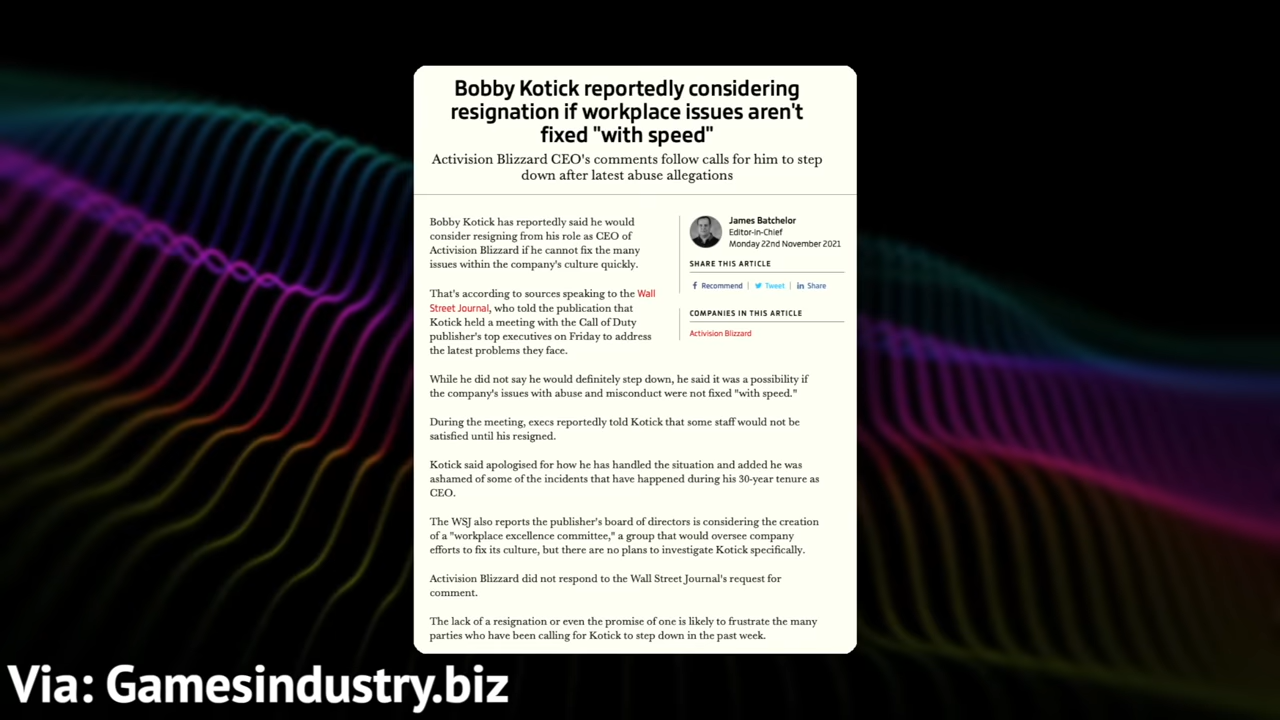 Bobby Kotick reportedly considering
resignation if workplace issues aren't
fixed "with speed"
Activision Blizzard CEO's comments follow calls for him to step
down after latest abuse allegations
Bobby Kotick has reportedly said he would
consider resigning from his role as CEO of
Activision Blizzard if he cannot fix the many
issues within the company's culture quickly.
That's according to sources speaking to the Wall
Street Journal, who told the publication that
Kotick held a meeting with the Call of Duty
publisher's top executives on Friday to address
the latest problems they face.
James Batchelor
Editor-in-Chief
Monday 22nd November 2021
SHARE THIS ARTICLE
Recommend
Tweet
Share
COMPANIES IN THIS ARTICLE
Activision Blizzard
While he did not say he would definitely step down, he said it was a possibility if
the company's issues with abuse and misconduct were not fixed "with speed."
During the meeting, execs reportedly told Kotick that some staff would not be
satisfied until his resigned.
Kotick said apologised for how he has handled the situation and added he was
ashamed of some of the incidents that have happened during his 30-year tenure as
CEO.
The WSJ also reports the publisher's board of directors is considering the creation
of a "workplace excellence committee," a group that would oversee company
efforts to fix its culture, but there are no plans to investigate Kotick specifically.
Activision Blizzard did not respond to the Wall Street Journal's request for
comment.
The lack of a resignation or even the promise of one is likely to frustrate the many
parties who have been calling for Kotick to step down in the past week.
Via: Gamesindustry.biz